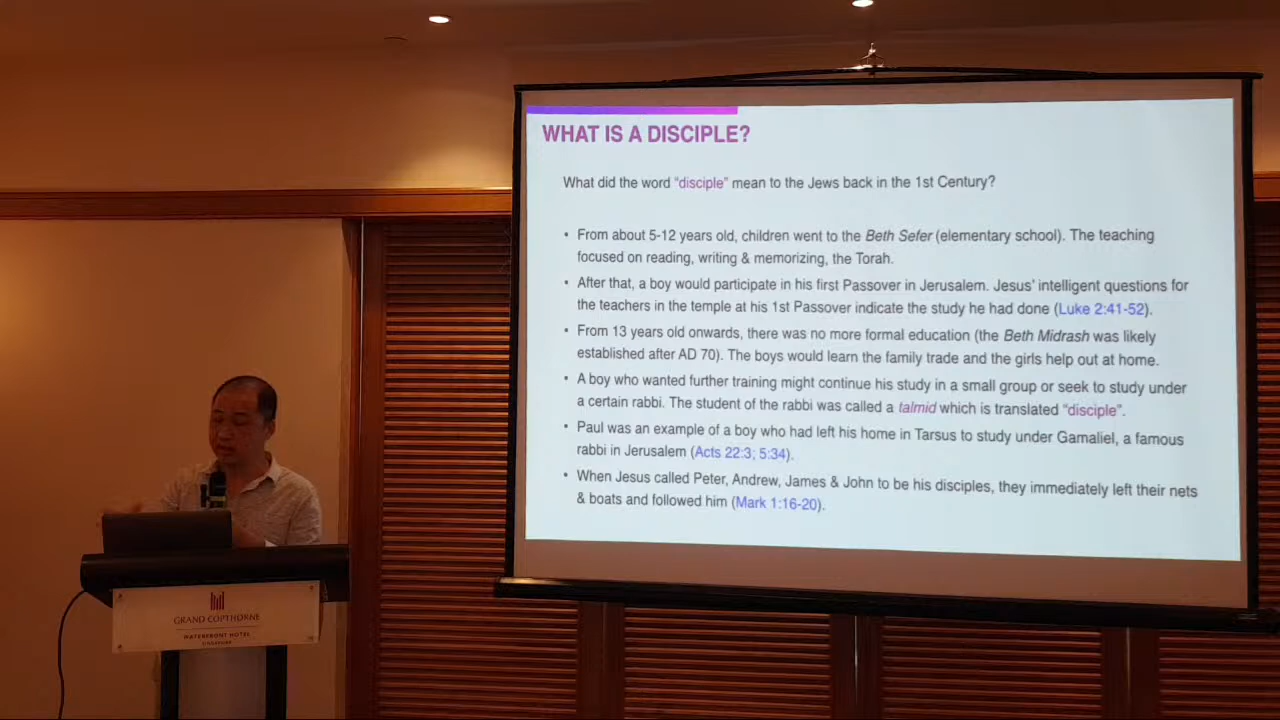 WHAT IS A DISCIPLE?
What did the word “disciple” mean to the Jews back in the 1st Century?
• From about 5-12 years old, children went to the Beth Sefer (elementary school). The teaching
focused on reading, writing & memorizing, the Torah.
• After that, a boy would participate in his first Passover in Jerusalem. Jesus’ intelligent questions for
the teachers in the temple at his 1st Passover indicate the study he had done (Luke 2:41-52).
• From 13 years old onwards, there was no more formal education (the Beth Midrash was likely
established after AD 70). The boys would learn the family trade and the girls help out at home.
• A boy who wanted further training might continue his study in a small group or seek to study under
a certain rabbi. The student of the rabbi was called a talmid which is translated “disciple”.
• Paul was an example of a boy who had left his home in Tarsus to study under Gamaliel, a famous
rabbi in Jerusalem (Acts 22:3; 5:34).
• When Jesus called Peter, Andrew, James & John to be his disciples, they immediately left their nets
& boats and followed him (Mark 1:16-20).
GRAND COPTHORNE
WATERFRONT HOTEL
SINGAPORE